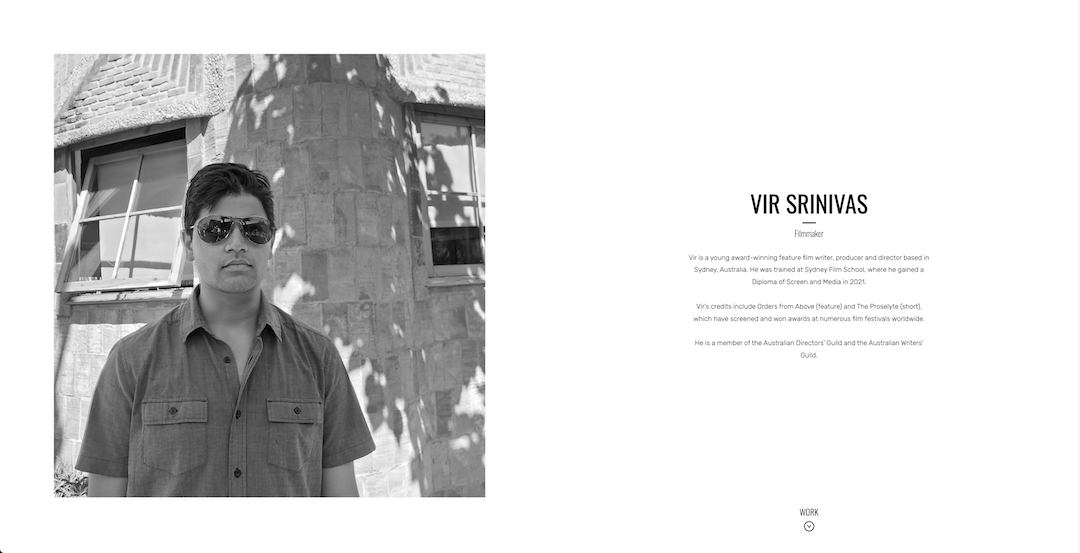 VIR SRINIVAS
Filmmaker
Vir is a young award-winning feature film writer, producer and director based in
Sydney, Australia. He was trained at Sydney Film School, where he gained a
Diploma of Screen and Media in 2021.
Vir's credits include Orders from Above (feature) and The Proselyte (short),
which have screened and won awards at numerous film festivals worldwide.
He is a member of the Australian Directors' Guild and the Australian Writers'
Guild.
WORK